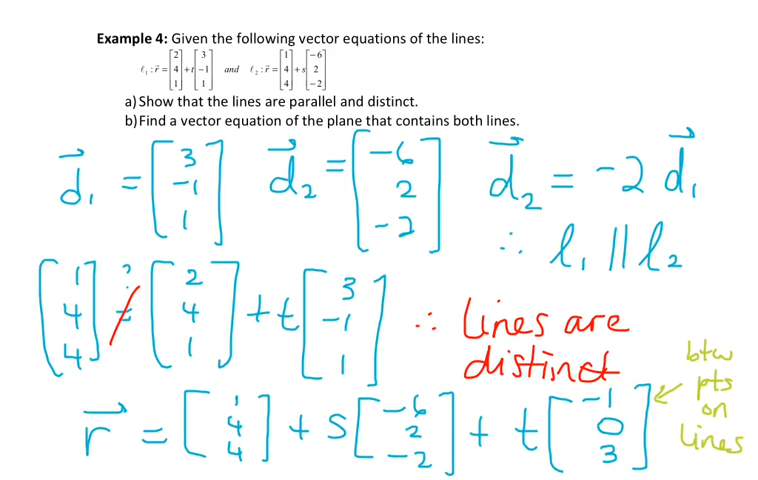 Example 4: Given the following vector equations of the lines:
ℓ₁ : r⃗ = [2 4 1] + t[3 −1 1] and ℓ₂ : r⃗ = [1 4 4] + s[−6 2 −2]
a) Show that the lines are parallel and distinct.
b) Find a vector equation of the plane that contains both lines.
d⃗₁ = [3 −1 1] d⃗₂ = [−6 2 −2] d⃗₂ = −2 d⃗₁
∴ ℓ₁ || ℓ₂
[1 4 4] ≠? [2 4 1] + t[3 −1 1] ∴ lines are
distinct
r⃗ = [1 4 4] + s[−6 2 −2] + t[−1 0 3]
btw
pts
on
lines